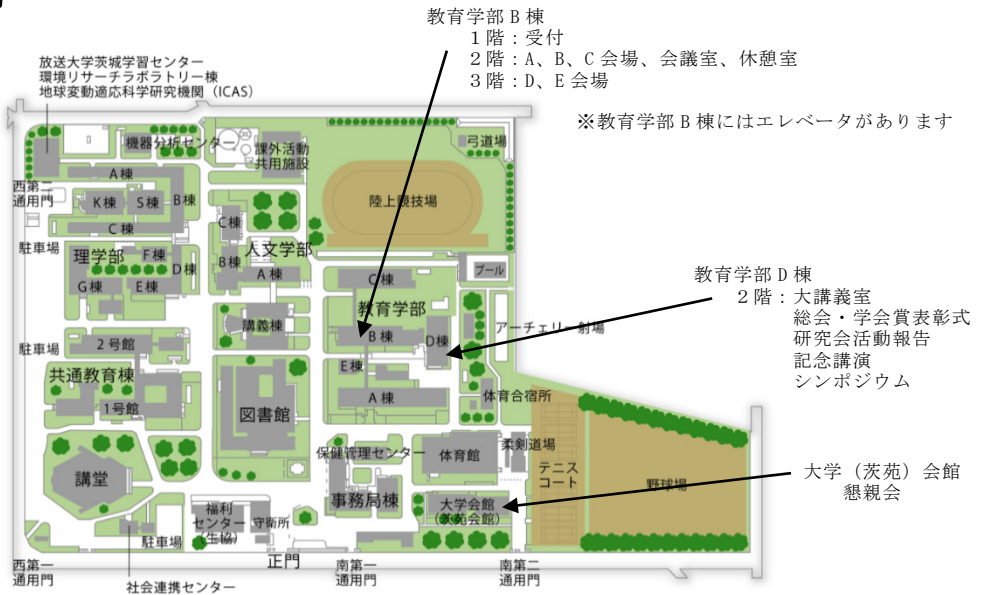 教育学部 B 棟
1 階：受付
2 階：A、B、C 会場、会議室、休憩室
3 階：D、E 会場
※教育学部 B 棟にはエレベータがあります
放送大学茨城学習センター
環境リサーチラボラトリー棟
地球変動適応科学研究機関（ICAS）
機器分析センター
課外活動
共用施設
弓道場
A棟
西第二
通用門
K棟
S棟
B棟
陸上競技場
C棟
C棟
駐車場
理学部
F棟
D棟
人文学部
B棟
A棟
G棟
E棟
C棟
プール
教育学部
教育学部 D 棟
2 階：大講義室
総会・学会賞表彰式
研究会活動報告
記念講演
シンポジウム
講義棟
B棟
D棟
アーチェリー射場
駐車場
2号館
E棟
共通教育棟
1号館
A棟
体育合宿所
図書館
保健管理センター
体育館
柔剣道場
講堂
テニス
コート
野球場
大学（茨苑）会館
懇親会
事務局棟
大学会館
（茨苑会館）
福利
センター
（生協）
守衛所
駐車場
西第一
通用門
正門
南第一
通用門
南第二
通用門
社会連携センター